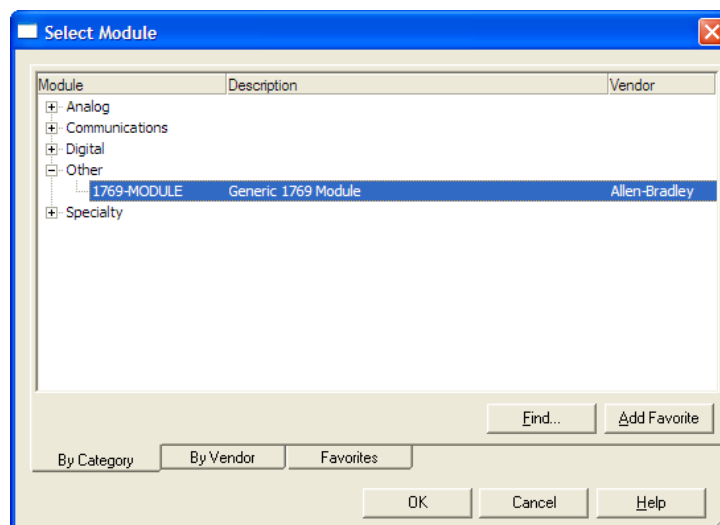 Select Module
Module Description Vendor
Analog
Communications
Digital
Other
1769-MODULE Generic 1769 Module Allen-Bradley
Specialty
Find... Add Favorite
By Category By Vendor Favorites
OK Cancel Help